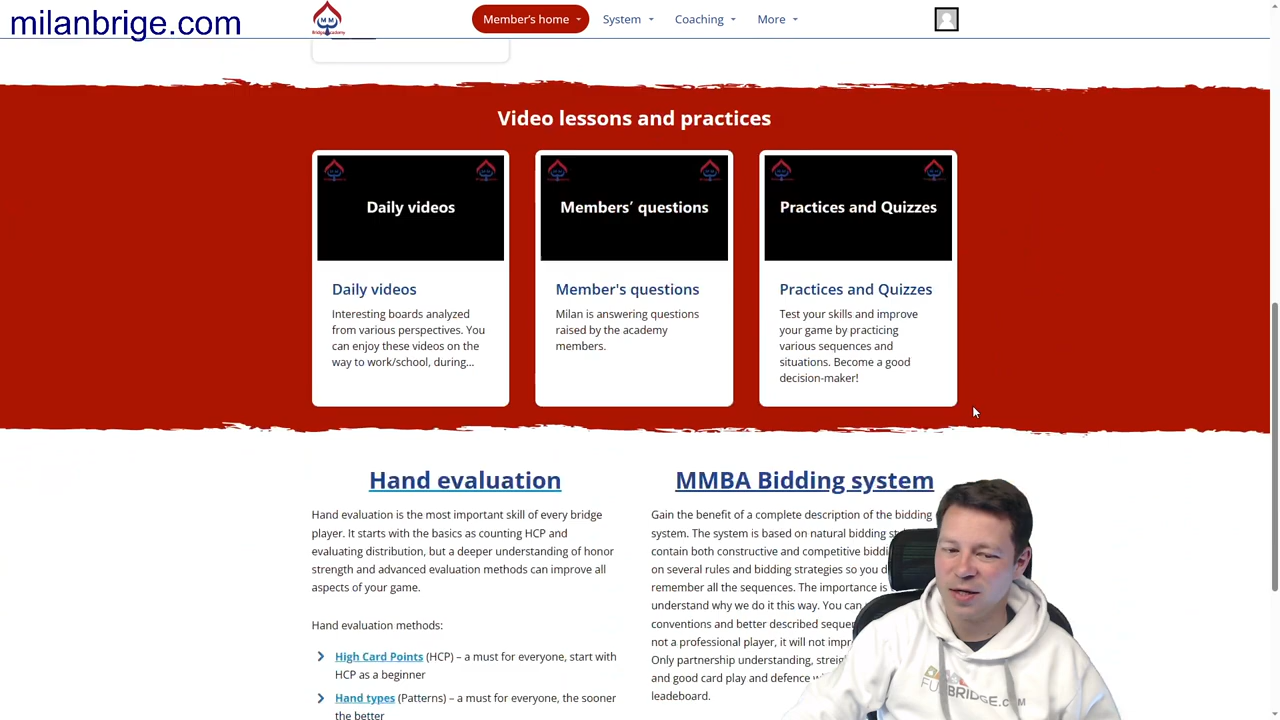 milanbrige.com
MM
Bridge Academy
Member's home
System
Coaching
More
Video lessons and practices
Daily videos
Members' questions
Practices and Quizzes
Daily videos
Interesting boards analyzed
from various perspectives. You
can enjoy these videos on the
way to work/school, during...
Member's questions
Milan is answering questions
raised by the academy
members.
Practices and Quizzes
Test your skills and improve
your game by practicing
various sequences and
situations. Become a good
decision-maker!
Hand evaluation
Hand evaluation is the most important skill of every bridge
player. It starts with the basics as counting HCP and
evaluating distribution, but a deeper understanding of honor
strength and advanced evaluation methods can improve all
aspects of your game.
Hand evaluation methods:
High Card Points (HCP) – a must for everyone, start with
HCP as a beginner
Hand types (Patterns) – a must for everyone, the sooner
the better
MMBA Bidding system
Gain the benefit of a complete description of the bidding
system. The system is based on natural bidding
contain both constructive and competitive
on several rules and bidding strategies so you
remember all the sequences. The importance is
understand why we do it this way. You can
conventions and better described
not a professional player, it will not
Only partnership understanding,
and good card play and defence
leaderboard.